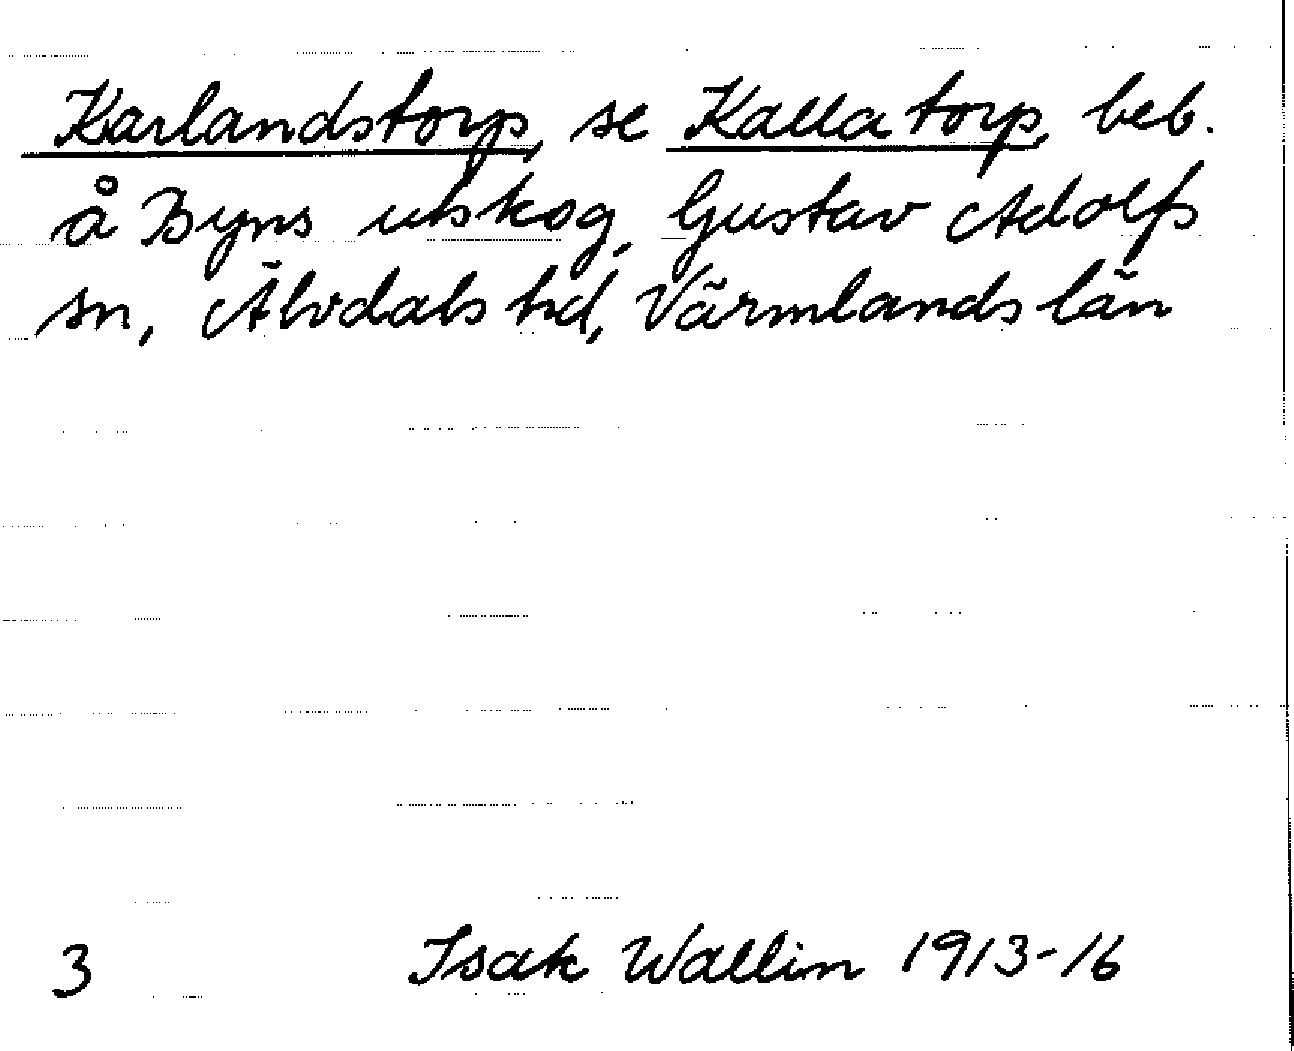 Karlandstorp, se Kallatorp, beb.
å Byns utskog, Gustav Adolfs
sn, Älvdals hd, Värmlands län
3 Isak Wallin 1913-16